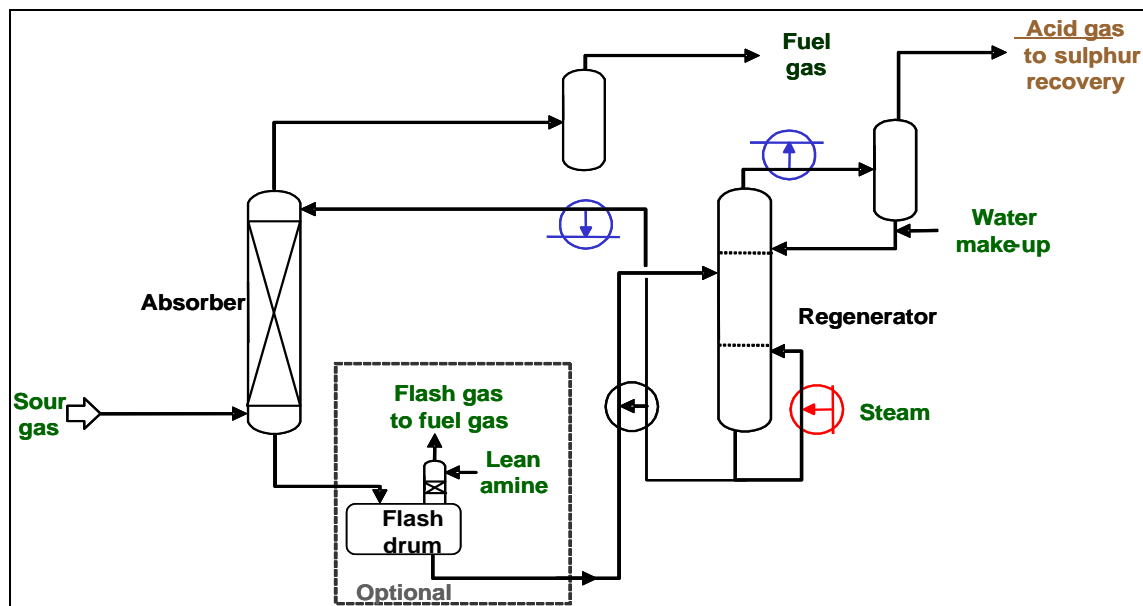 Fuel
gas
Acid gas
to sulphur
recovery
Water
make-up
Absorber
Regenerator
Sour
gas
Flash gas
to fuel gas
Steam
Lean
amine
Flash
drum
Optional